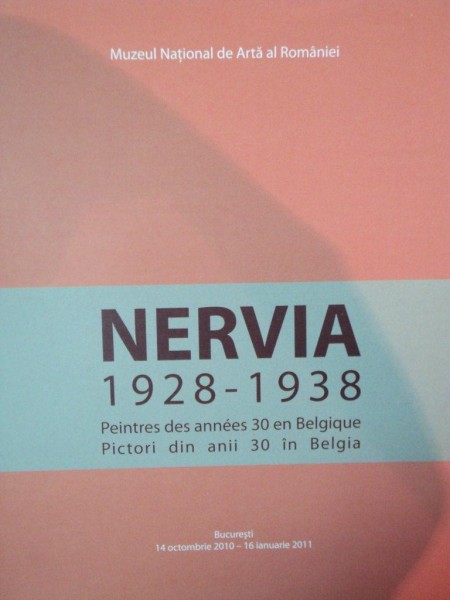 Muzeul Național de Artă al României
NERVIA
1928-1938
Peintres des années 30 en Belgique
Pictori din anii 30 în Belgia
București
14 octombrie 2010 – 16 ianuarie 2011